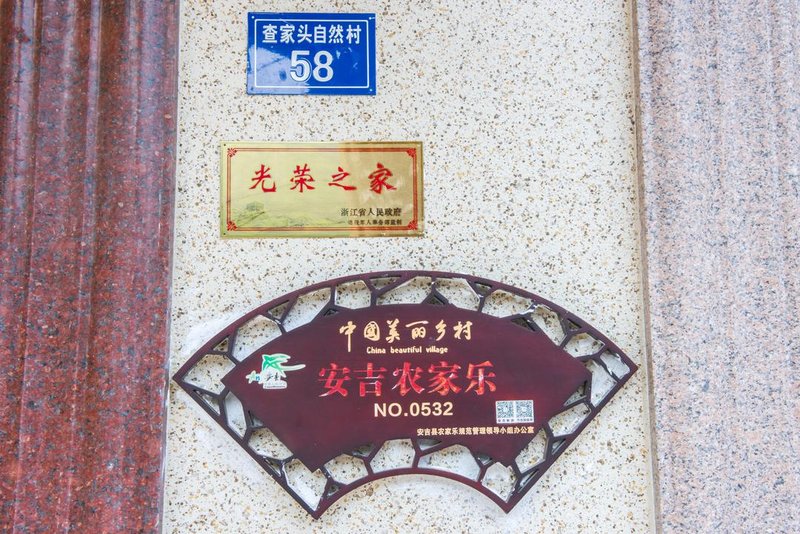 查家头自然村
58
光荣之家
浙江省人民政府
中國美丽乡村
China beautiful village
安吉农家乐
NO.0532
安吉县农家乐规范管理领导小组办公室